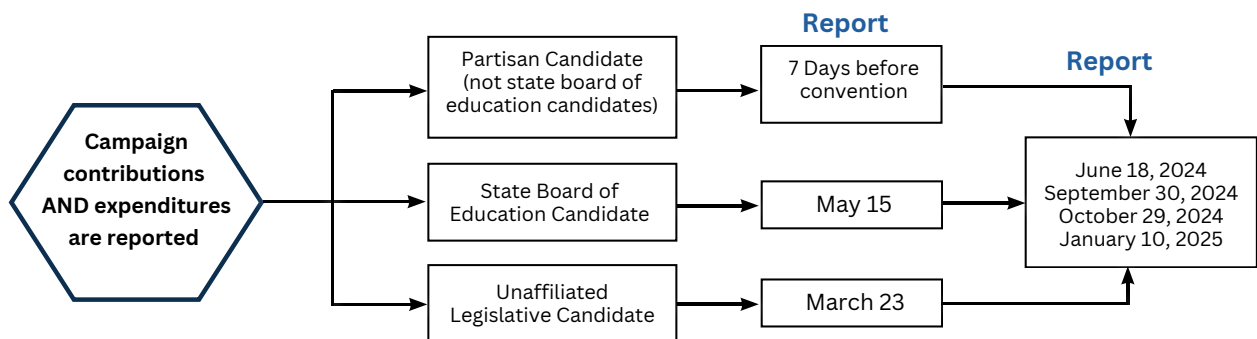 Report
Report
Campaign
contributions
AND expenditures
are reported
Partisan Candidate
(not state board of
education candidates)
7 Days before
convention
State Board of
Education Candidate
May 15
Unaffiliated
Legislative Candidate
March 23
June 18, 2024
September 30, 2024
October 29, 2024
January 10, 2025